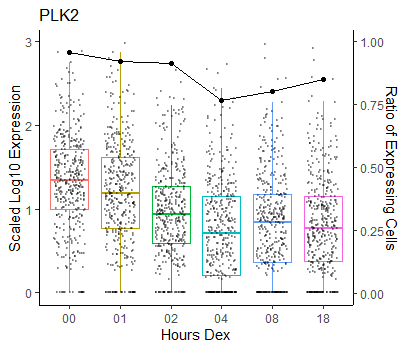 PLK2
Scaled Log10 Expression
3
2
1
0
1.00
0.75
0.50
0.25
0.00
Ratio of Expressing Cells
00 01 02 04 08 18
Hours Dex